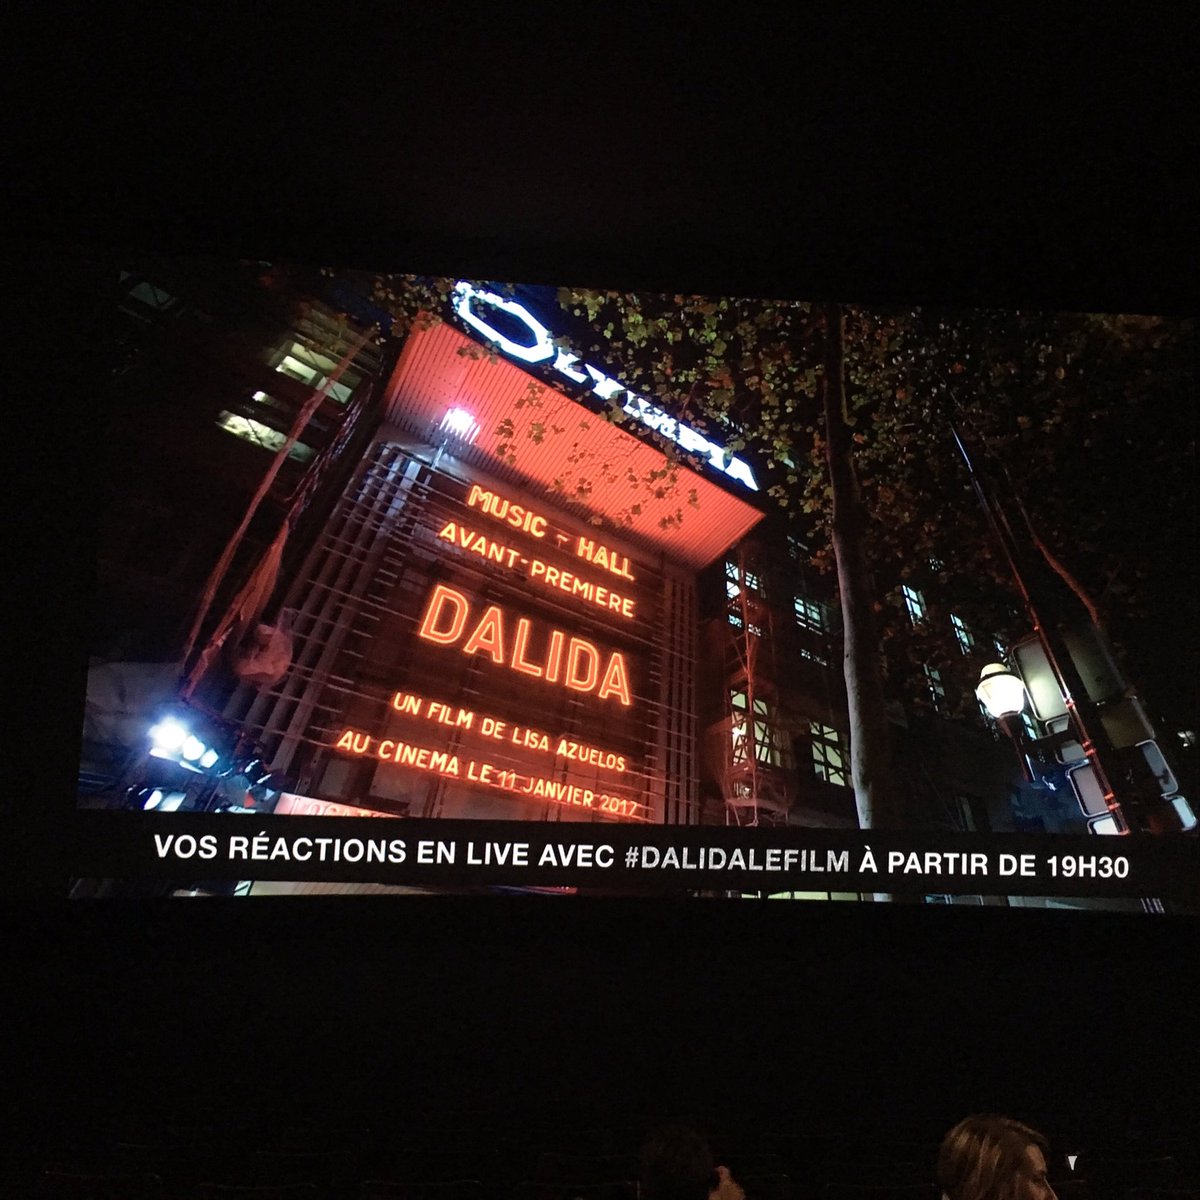 OLYMPIA
MUSIC-HALL
AVANT-PREMIERE
DALIDA
UN FILM DE LISA AZUELOS
AU CINEMA LE 11 JANVIER 2017
VOS RÉACTIONS EN LIVE AVEC #DALIDALEFILM À PARTIR DE 19H30